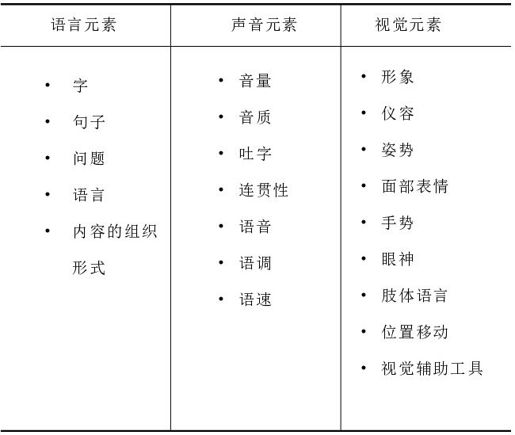 语言元素 声音元素 视觉元素
• 字
• 句子
• 问题
• 语言
• 内容的组织
形式
• 音量
• 音质
• 吐字
• 连贯性
• 语音
• 语调
• 语速
• 形象
• 仪容
• 姿势
• 面部表情
• 手势
• 眼神
• 肢体语言
• 位置移动
• 视觉辅助工具